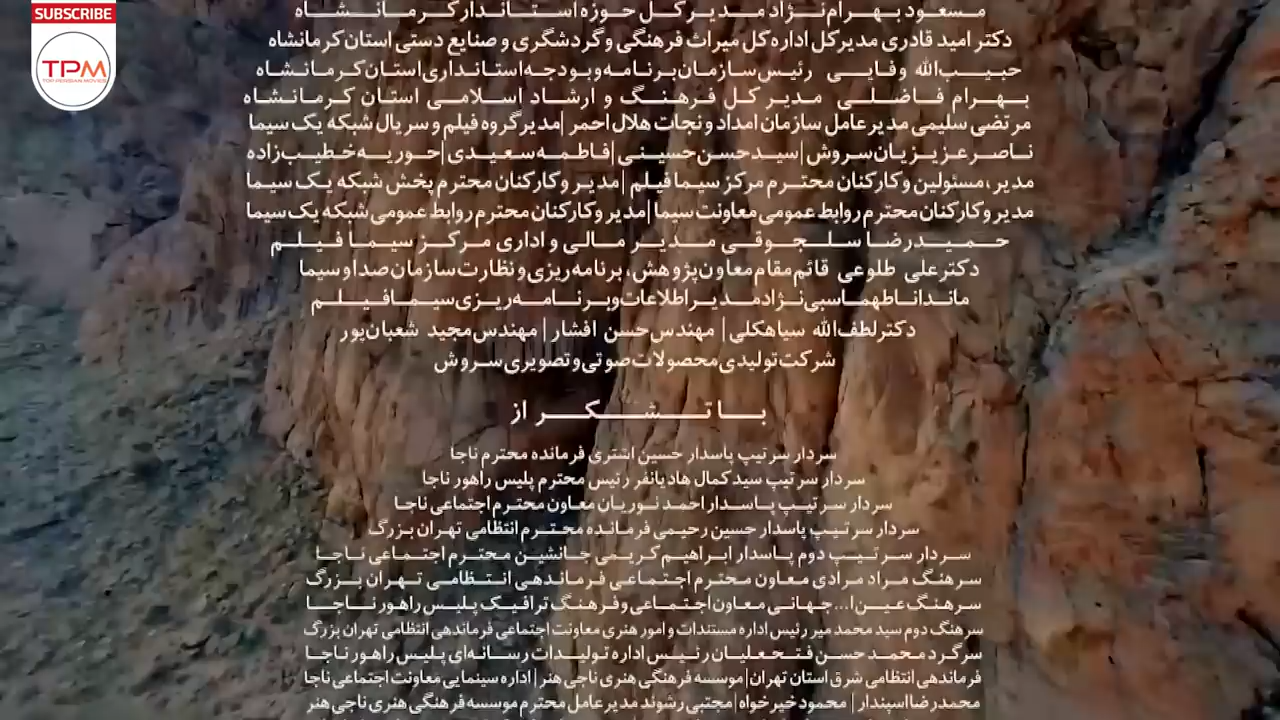 SUBSCRIBE
TPM
TOP PERSIAN MOVIES
مسعود بهرام‌نژاد مدیرکل حوزه استاندار کرمانشاه
دکتر امید قادری مدیرکل اداره کل میراث فرهنگی و گردشگری و صنایع دستی استان کرمانشاه
حبیب‌الله وفایی رئیس سازمان برنامه و بودجه استانداری استان کرمانشاه
بهرام فاضلی مدیر کل فرهنگ و ارشاد اسلامی استان کرمانشاه
مرتضی سلیمی مدیرعامل سازمان امداد و نجات هلال احمر | مدیر گروه فیلم و سریال شبکه یک سیما
ناصر عزیزیان سروش | سیدحسن حسینی | فاطمه سعیدی | حوریه خطیب‌زاده
مدیر، مسئولین و کارکنان محترم مرکز سیما فیلم | مدیر و کارکنان محترم پخش شبکه یک سیما
مدیر و کارکنان محترم روابط عمومی معاونت سیما | مدیر و کارکنان محترم روابط عمومی شبکه یک سیما
حمیدرضا سلجوقی مدیر مالی و اداری مرکز سیما فیلم
دکتر علی طلوعی قائم‌مقام معاون پژوهش، برنامه‌ریزی و نظارت سازمان صدا و سیما
ماندانا طهماسبی‌نژاد مدیر اطلاعات و برنامه‌ریزی سیما فیلم
دکتر لطف‌الله سیاهکلی | مهندس حسن افشار | مهندس مجید شعبان‌پور
شرکت تولیدی محصولات صوتی و تصویری سروش
با تشکر از
سردار سرتیپ پاسدار حسین اشتری فرمانده محترم ناجا
سردار سرتیپ سید کمال هادیانفر رئیس محترم پلیس راهور ناجا
سردار سرتیپ پاسدار احمد نوریان معاون محترم اجتماعی ناجا
سردار سرتیپ پاسدار حسین رحیمی فرمانده محترم انتظامی تهران بزرگ
سردار سرتیپ دوم پاسدار ابراهیم کریمی جانشین محترم اجتماعی ناجا
سرهنگ مراد مرادی معاون محترم اجتماعی فرماندهی انتظامی تهران بزرگ
سرهنگ عین‌ا... جهانی معاون اجتماعی و فرهنگ ترافیک پلیس راهور ناجا
سرهنگ دوم سید محمد میر رئیس اداره مستندات و امور هنری معاونت اجتماعی فرماندهی انتظامی تهران بزرگ
سرگرد محمدحسن فتحعلیان رئیس اداره تولیدات رسانه‌ای پلیس راهور ناجا
فرماندهی انتظامی شرق استان تهران | موسسه فرهنگی هنری ناجی هنر | اداره سینمایی معاونت اجتماعی ناجا
محمدرضا اسپندار | محمود خیرخواه | مجتبی رشوند مدیرعامل محترم موسسه فرهنگی هنری ناجی هنر